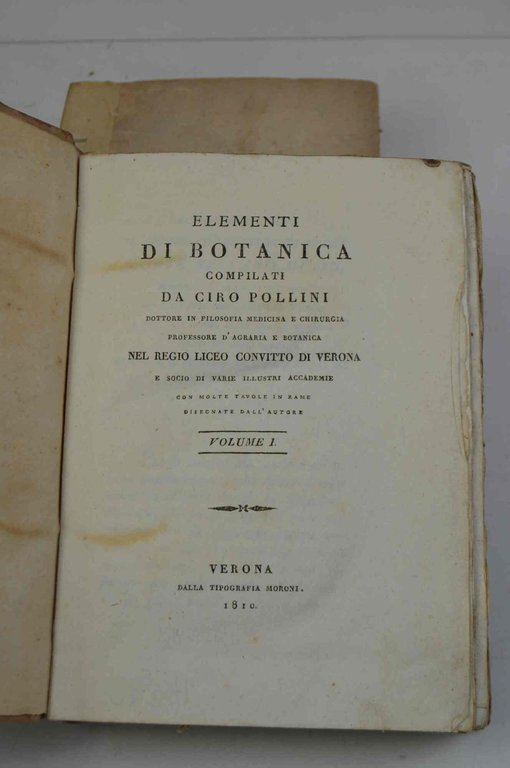 ELEMENTI
DI BOTANICA
COMPILATI
DA CIRO POLLINI
DOTTORE IN FILOSOFIA MEDICINA E CHIRURGIA
PROFESSORE D'AGRARIA E BOTANICA
NEL REGIO LICEO CONVITTO DI VERONA
E SOCIO DI VARIE ILLUSTRI ACCADEMIE
CON MOLTE TAVOLE IN RAME
DISEGNATE DALL'AUTORE
VOLUME I.
VERONA
DALLA TIPOGRAFIA MORONI.
1810.